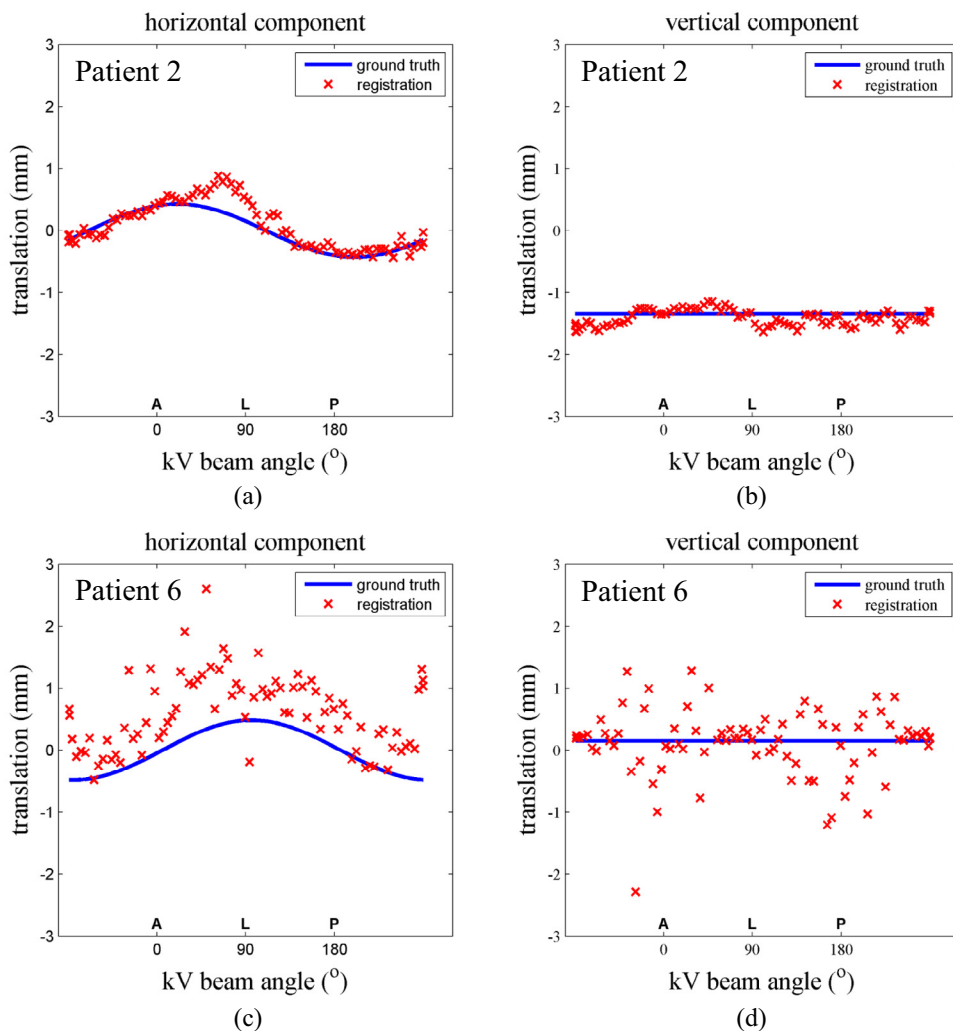 horizontal component
Patient 2
ground truth
registration
3
2
1
0
-1
-2
-3
translation (mm)
A L P
0 90 180
kV beam angle (o)
(a)
vertical component
Patient 2
ground truth
registration
3
2
1
0
-1
-2
-3
translation (mm)
A L P
0 90 180
kV beam angle (o)
(b)
horizontal component
Patient 6
ground truth
registration
3
2
1
0
-1
-2
-3
translation (mm)
A L P
0 90 180
kV beam angle (o)
(c)
vertical component
Patient 6
ground truth
registration
3
2
1
0
-1
-2
-3
translation (mm)
A L P
0 90 180
kV beam angle (o)
(d)